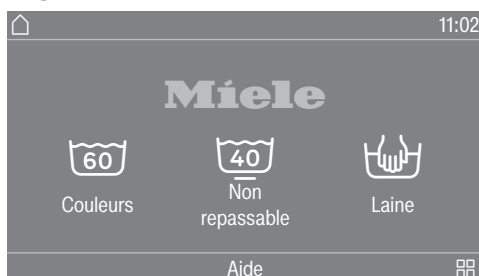 11:02
Miele
60
40
Couleurs
Non
repassable
Laine
Aide